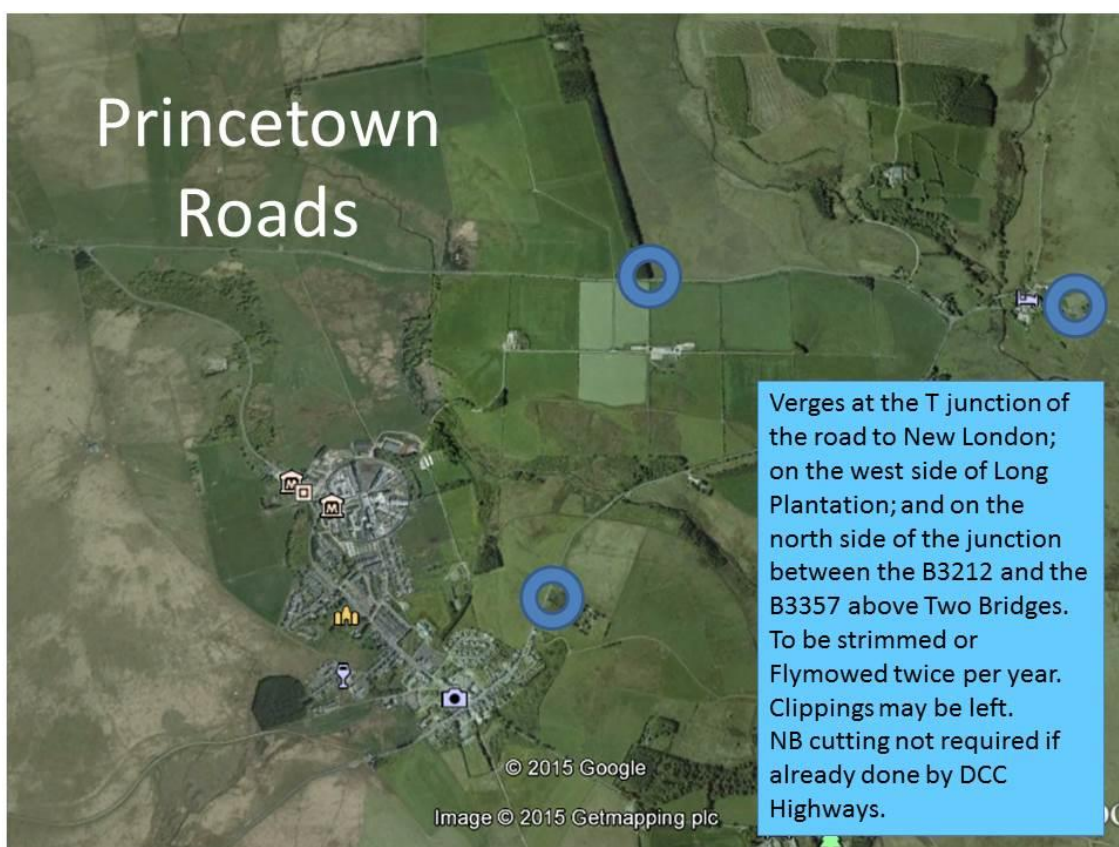 Princetown
Roads
Verges at the T junction of
the road to New London;
on the west side of Long
Plantation; and on the
north side of the junction
between the B3212 and the
B3357 above Two Bridges.
To be strimmed or
Flymowed twice per year.
Clippings may be left.
NB cutting not required if
already done by DCC
Highways.
© 2015 Google
Image © 2015 Getmapping plc